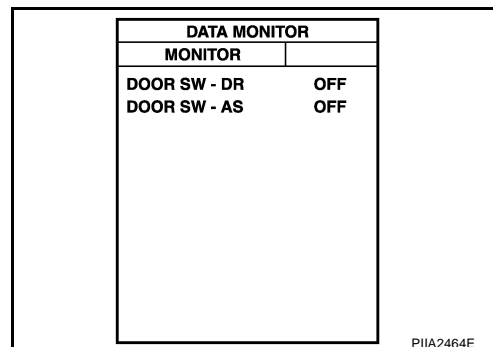 DATA MONITOR
MONITOR
DOOR SW - DR OFF
DOOR SW - AS OFF
PIIA2464E